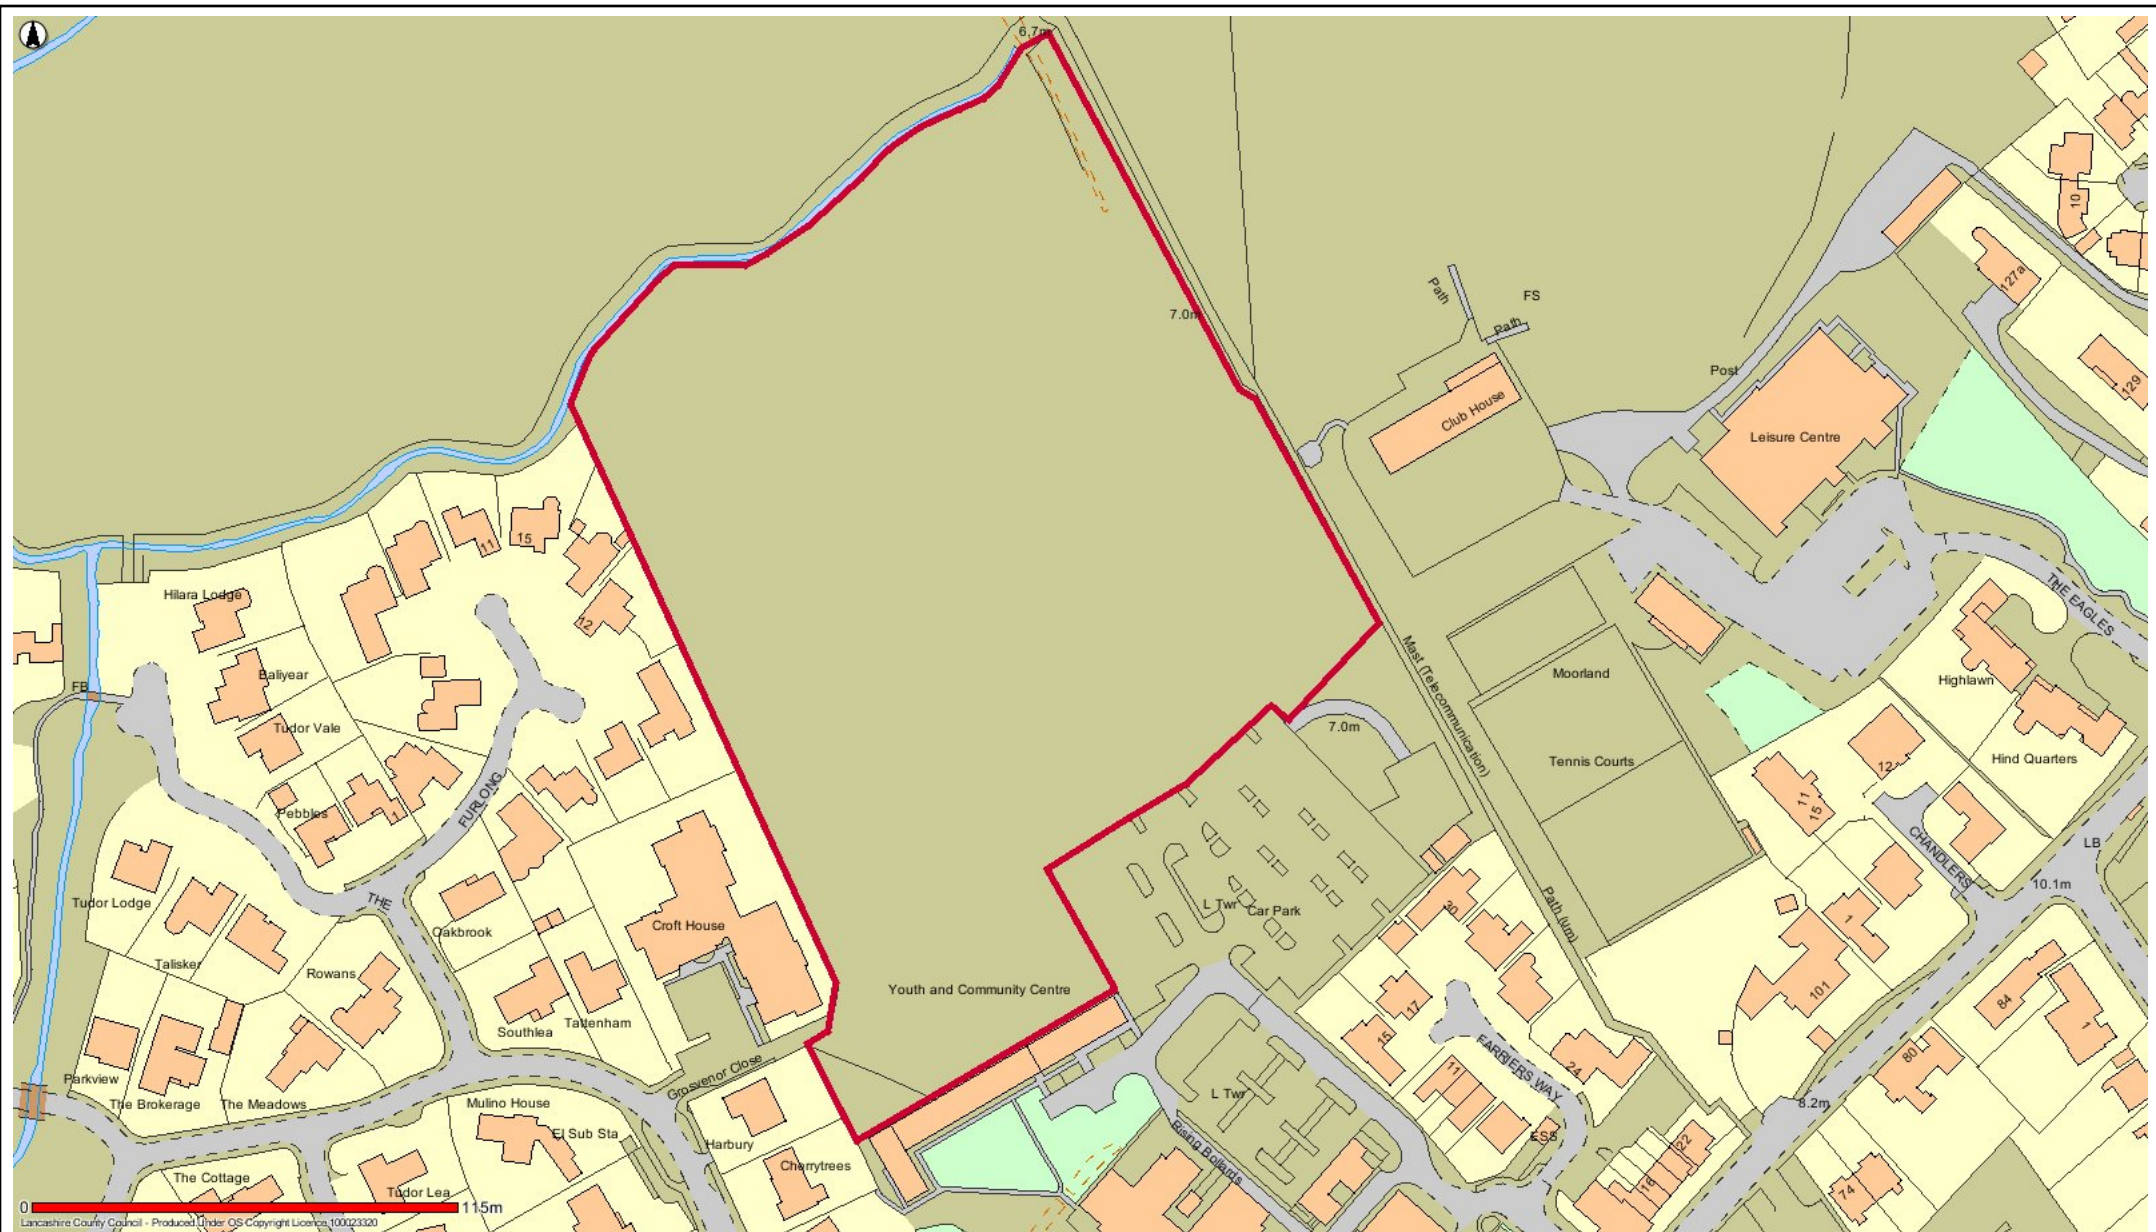 6.7m
10
127a
FS
Path
Path
7.0m
129
Post
Club House
Leisure Centre
11
15
Hilara Lodge
12
THE EAGLES
Mast (Telecommunication)
Moorland
Ballyear
Highlawn
FB
Tudor Vale
7.0m
Tennis Courts
Hind Quarters
12
11
15
Pebbles
1
FURLONG
CHANDLERS
LB
10.1m
Tudor Lodge
THE
L Twr
Car Park
30
Path (um)
1
Croft House
Oakbrook
Talisker
Rowans
Youth and Community Centre
101
84
17
Southlea
Tattenham
15
1
FARRIERS WAY
80
24
11
Grosvenor Close
Parkview
The Brokerage
The Meadows
Mulino House
L Twr
8.2m
El Sub Sta
Harbury
Rising Bollards
ESS
22
Cherrytrees
The Cottage
Tudor Lea
16
74
0
115m
Lancashire County Council - Produced Under OS Copyright Licence 100023320